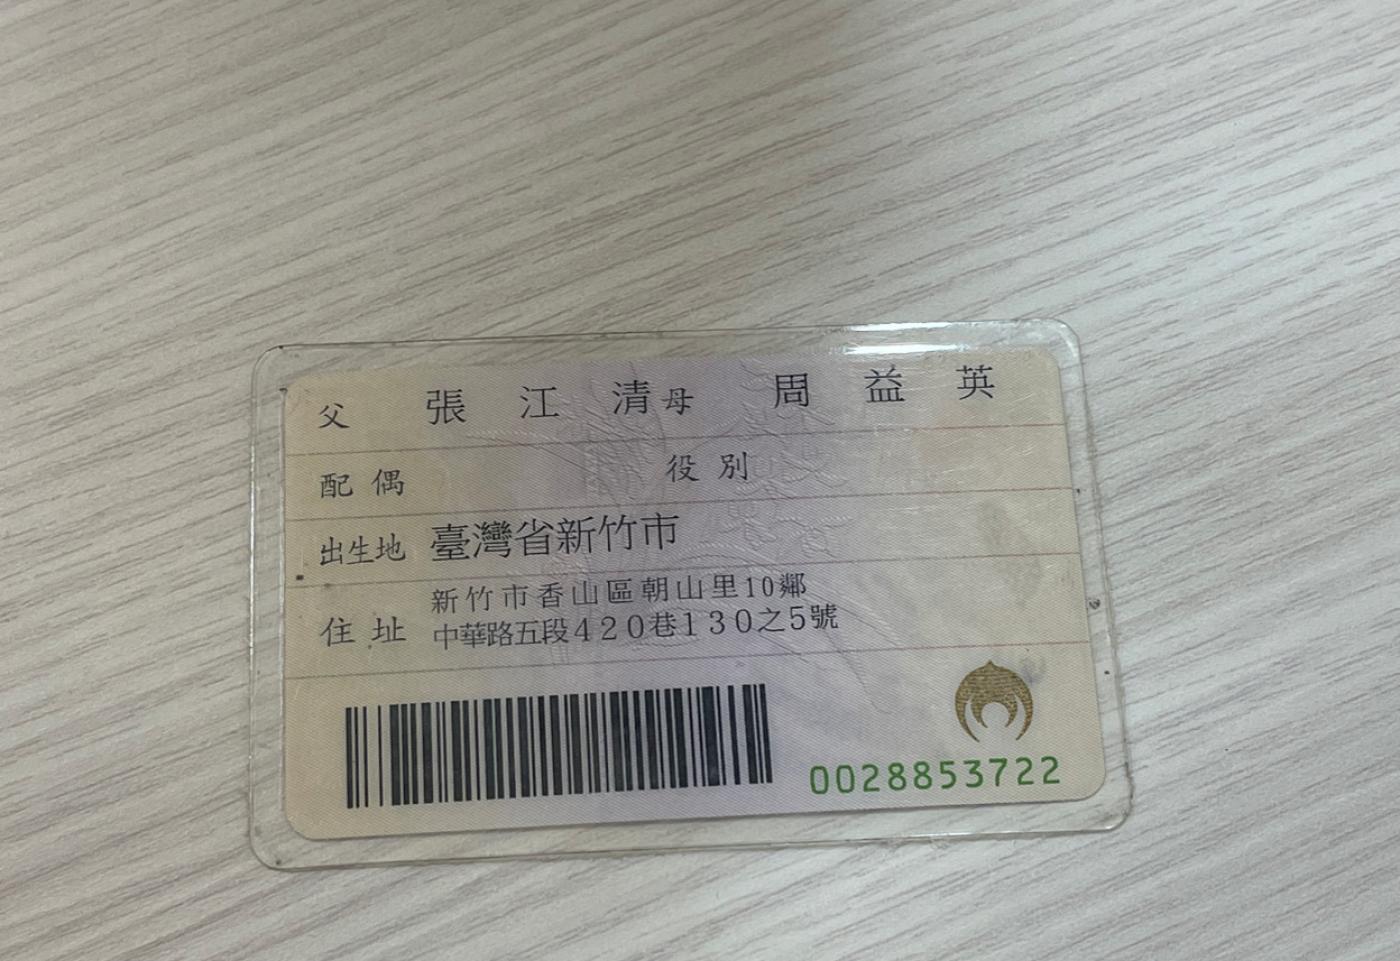 父 張 江 清 母 周 益 英
配偶 役別
出生地 臺灣省新竹市
住址 新竹市香山區朝山里10鄰
中華路五段420巷130之5號
0028853722